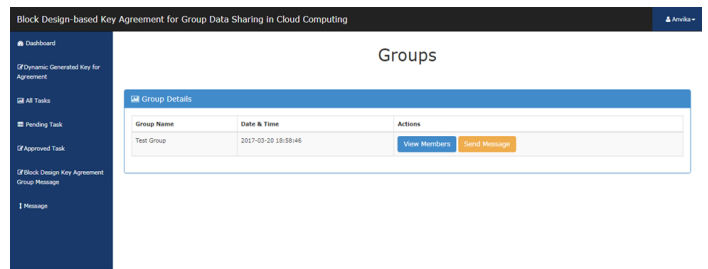 Block Design-based Key Agreement for Group Data Sharing in Cloud Computing
Anvika
Dashboard
Dynamic Generated Key for
Agreement
All Tasks
Pending Task
Approved Task
Block Design Key Agreement
Group Message
Message
Groups
Group Details
Group Name Date & Time Actions
Test Group 2017-03-20 18:58:46 View Members Send Message